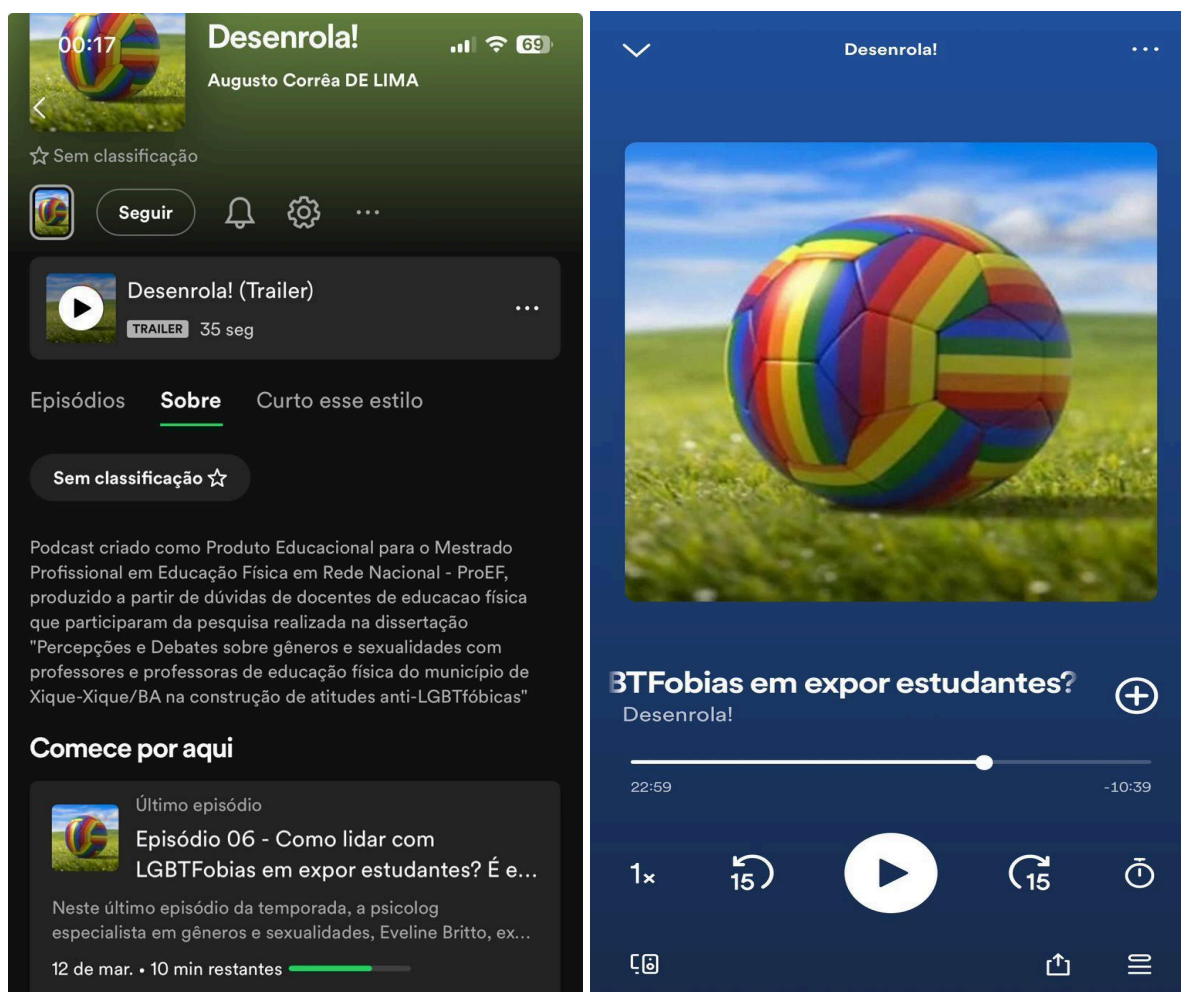 00:17
Desenrola!
69
Augusto Corrêa DE LIMA
Sem classificação
Seguir
Desenrola! (Trailer)
TRAILER 35 seg
Episódios Sobre Curto esse estilo
Sem classificação
Podcast criado como Produto Educacional para o Mestrado
Profissional em Educação Física em Rede Nacional - ProEF,
produzido a partir de dúvidas de docentes de educacao física
que participaram da pesquisa realizada na dissertação
"Percepções e Debates sobre gêneros e sexualidades com
professores e professoras de educação física do município de
Xique-Xique/BA na construção de atitudes anti-LGBTfóbicas"
Comece por aqui
Último episódio
Episódio 06 - Como lidar com
LGBTFobias em expor estudantes? É e...
Neste último episódio da temporada, a psicolog
especialista em gêneros e sexualidades, Eveline Britto, ex...
12 de mar. • 10 min restantes
Desenrola!
BTFobias em expor estudantes?
Desenrola!
22:59 -10:39
1x 15 15